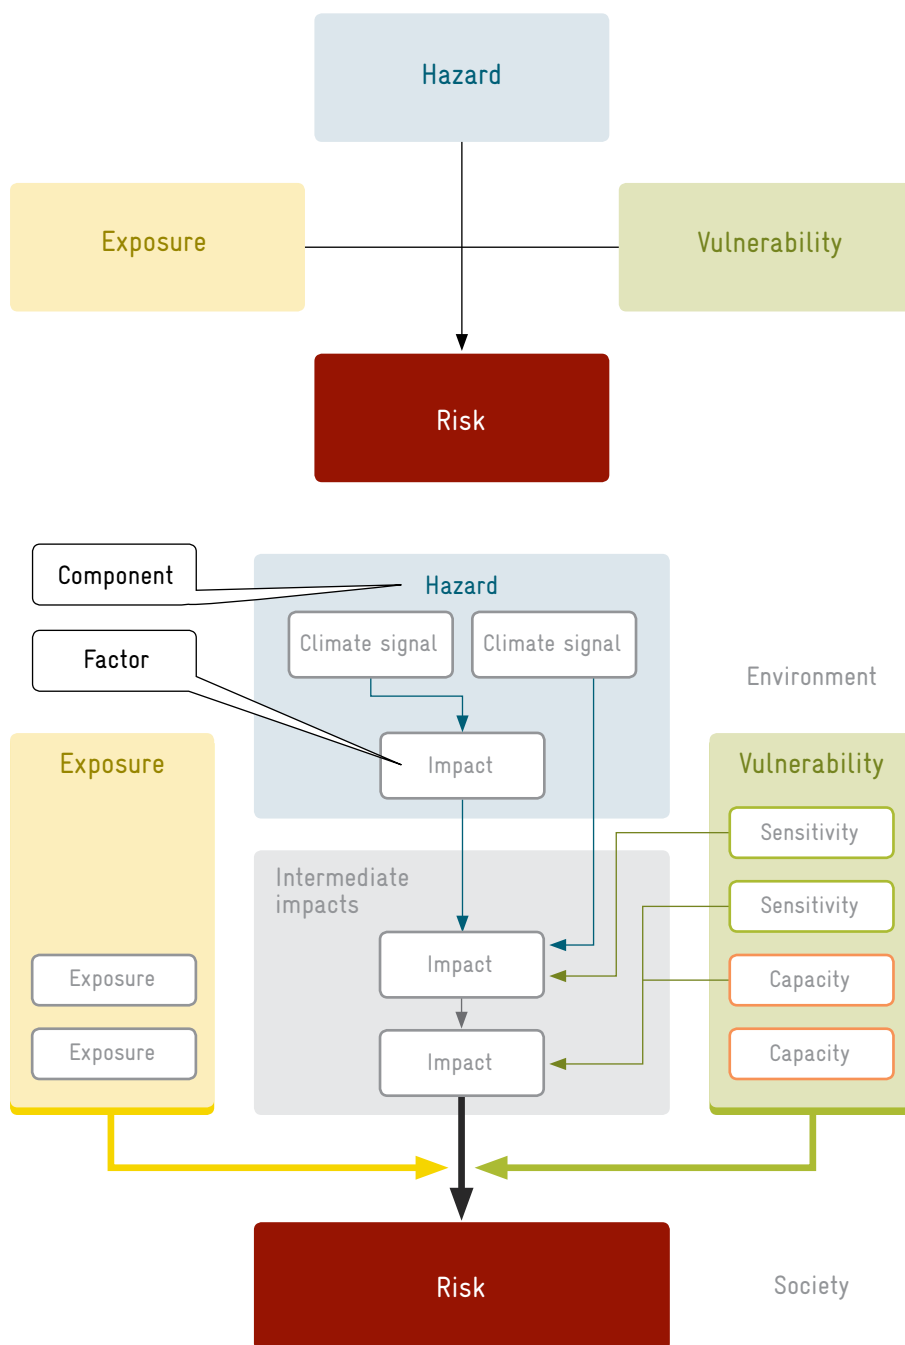 Hazard
Exposure
Vulnerability
Risk
Component
Hazard
Climate signal
Climate signal
Factor
Environment
Impact
Exposure
Vulnerability
Sensitivity
Intermediate
impacts
Sensitivity
Impact
Exposure
Capacity
Exposure
Impact
Capacity
Risk
Society